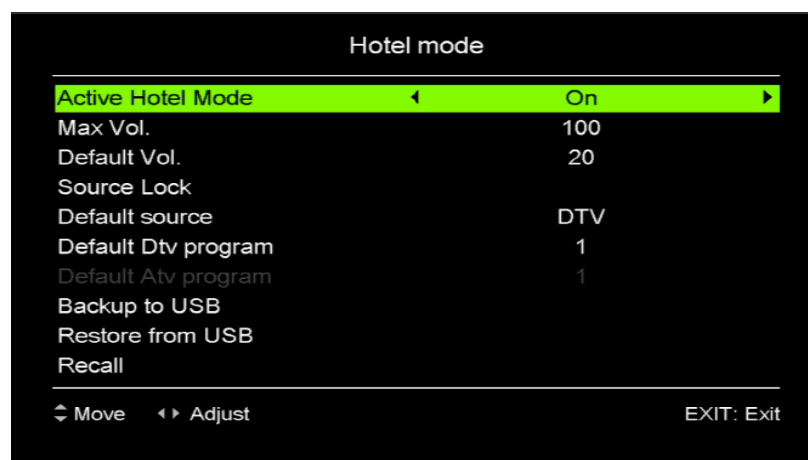 Hotel mode
Active Hotel Mode On
Max Vol. 100
Default Vol. 20
Source Lock
Default source DTV
Default Dtv program 1
Default Atv program 1
Backup to USB
Restore from USB
Recall
Move Adjust EXIT: Exit